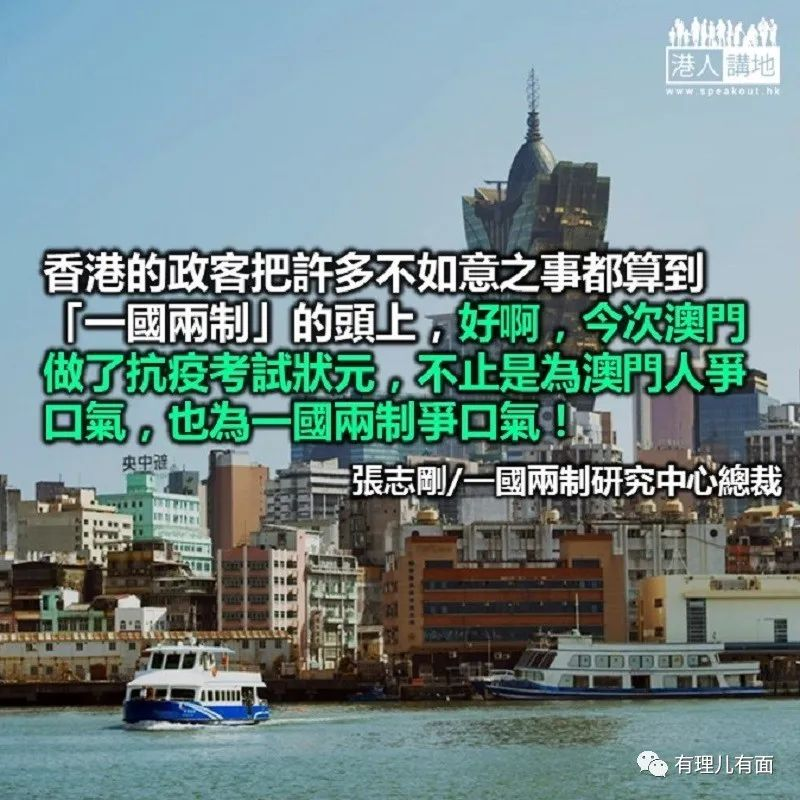 港人講地
www.speakout.hk
香港的政客把許多不如意之事都算到
「一國兩制」的頭上，好啊，今次澳門
做了抗疫考試狀元，不止是為澳門人爭
口氣，也為一國兩制爭口氣！
張志剛/一國兩制研究中心總裁
有理儿有面